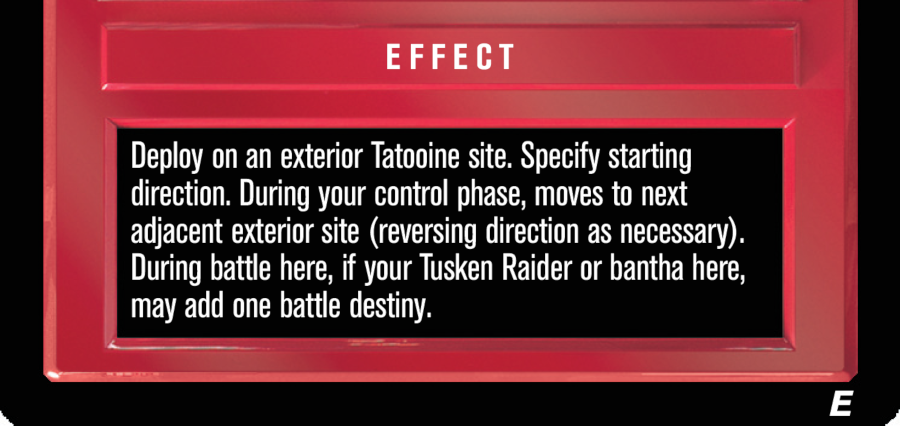 EFFECT
Deploy on an exterior Tatooine site. Specify starting
direction. During your control phase, moves to next
adjacent exterior site (reversing direction as necessary).
During battle here, if your Tusken Raider or bantha here,
may add one battle destiny.
E